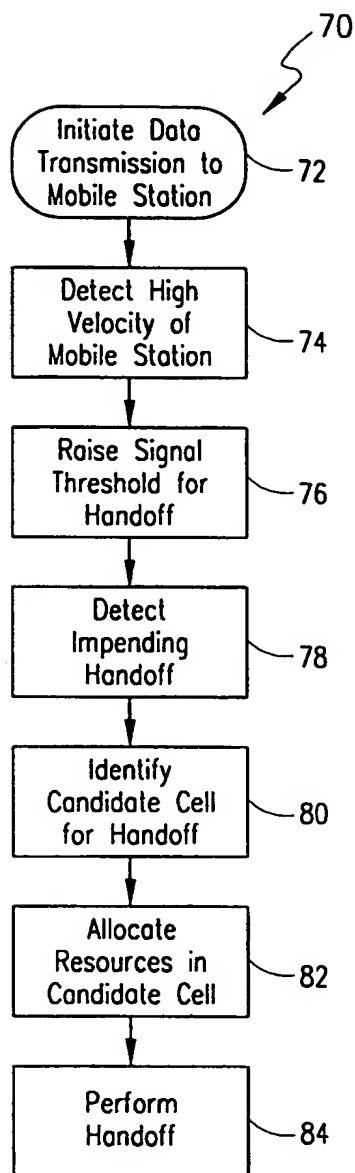 70
Initiate Data
Transmission to
Mobile Station
72
Detect High
Velocity of
Mobile Station
74
Raise Signal
Threshold for
Handoff
76
Detect
Impending
Handoff
78
Identify
Candidate Cell
for Handoff
80
Allocate
Resources in
Candidate Cell
82
Perform
Handoff
84